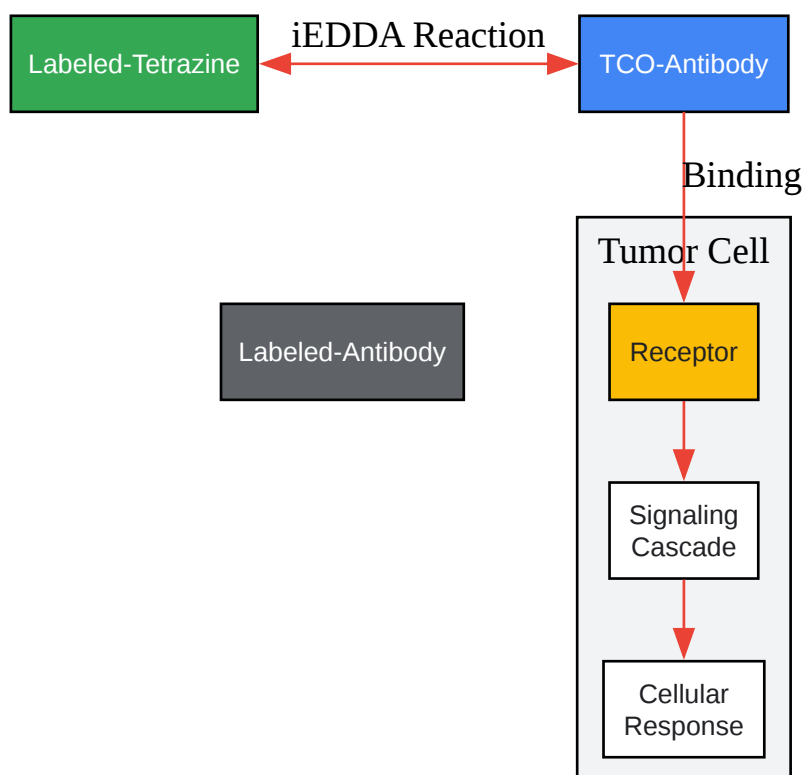 iEDDA Reaction
Labeled-Tetrazine
TCO-Antibody
Binding
Tumor Cell
Labeled-Antibody
Receptor
Signaling
Cascade
Cellular
Response